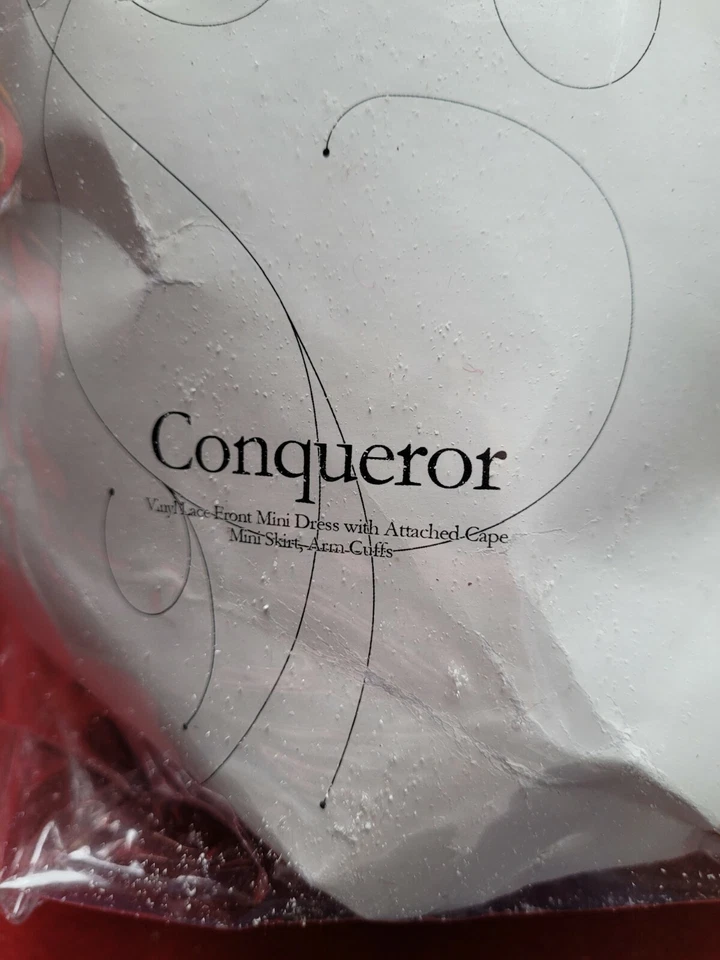 Conqueror
Vinyl Lace Front Mini Dress with Attached Cape
Mini Skirt, Arm Cuffs